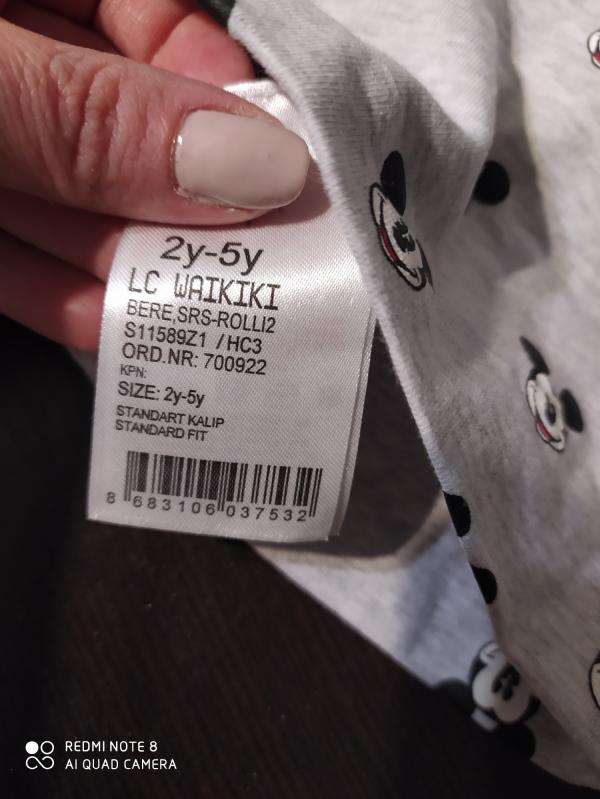 2y-5y
LC WAIKIKI
BERE,SRS-ROLLI2
S11589Z1 /HC3
ORD.NR: 700922
KPN:
SIZE: 2y-5y
STANDART KALIP
STANDARD FIT
8 683106 037532
REDMI NOTE 8
AI QUAD CAMERA